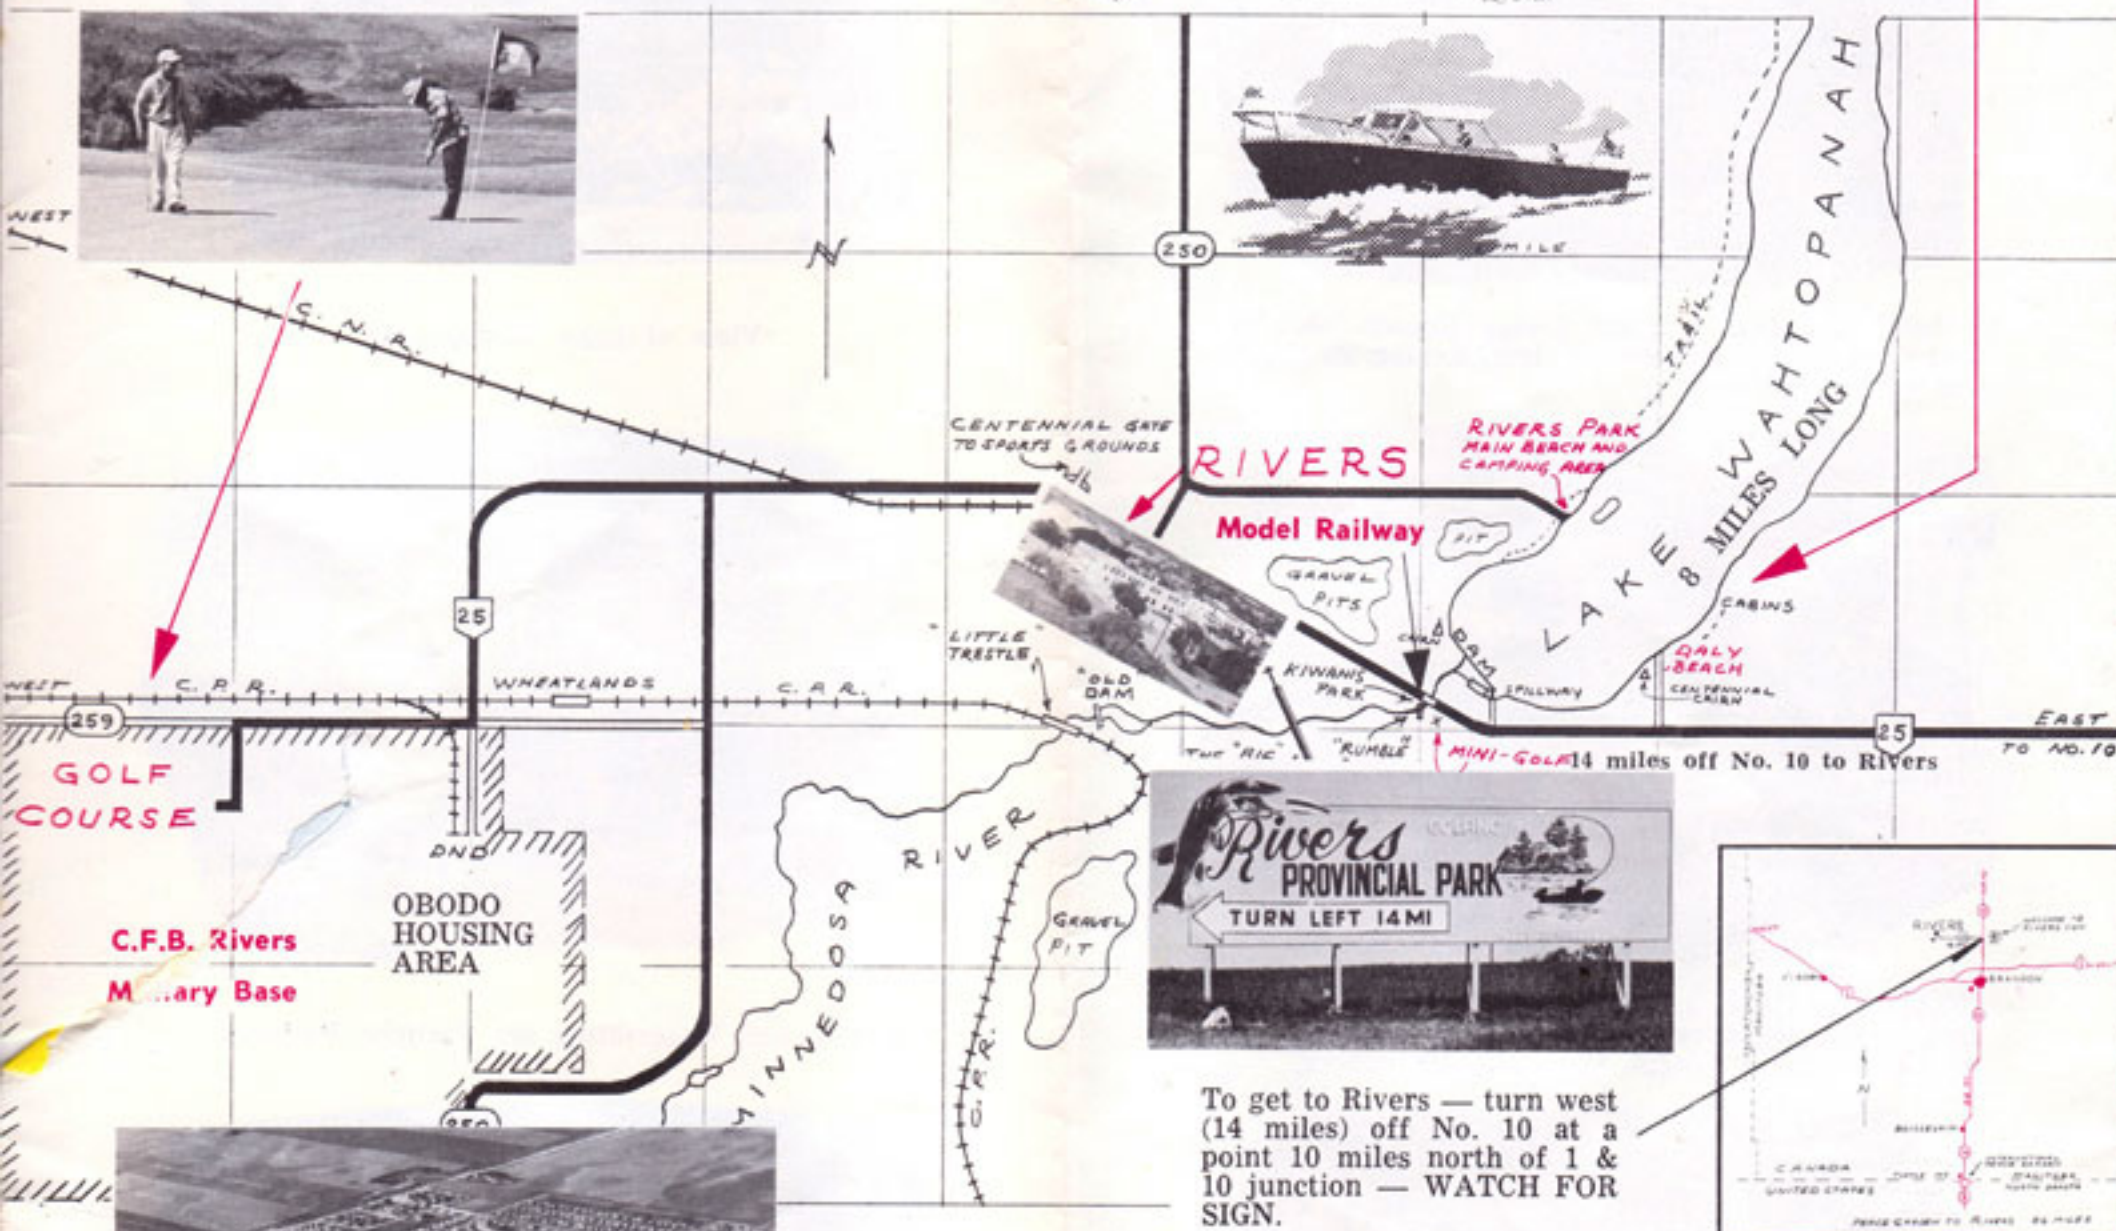 WEST
C. N. R.
N
250
MILE
LAKE WAHTOPANAH
8 MILES LONG
TRAIL
CENTENNIAL GATE
TO SPORTS GROUNDS
RIVERS
RIVERS PARK
MAIN BEACH AND
CAMPING AREA
Model Railway
PIT
GRAVEL
PITS
25
"LITTLE"
TRESTLE
"OLD
DAM"
CAIRN
DAM
KIWANIS
PARK
SPILLWAY
CABINS
DALY
BEACH
CENTENNIAL
CAIRN
WEST
C. P. R.
WHEATLANDS
C. P. R.
259
25
EAST
TO NO. 10
THE
"RUMBLE"
MINI-GOLF
14 miles off No. 10 to Rivers
GOLF
COURSE
DND
OBODO
HOUSING
AREA
C.F.B. Rivers
Base
MINNEDOSA RIVER
GRAVEL
PIT
C. P. R.
250
Rivers
PROVINCIAL PARK
TURN LEFT 14 MI
To get to Rivers — turn west
(14 miles) off No. 10 at a
point 10 miles north of 1 &
10 junction — WATCH FOR
SIGN.
RIVERS
BRANDON
N
CANADA
UNITED STATES